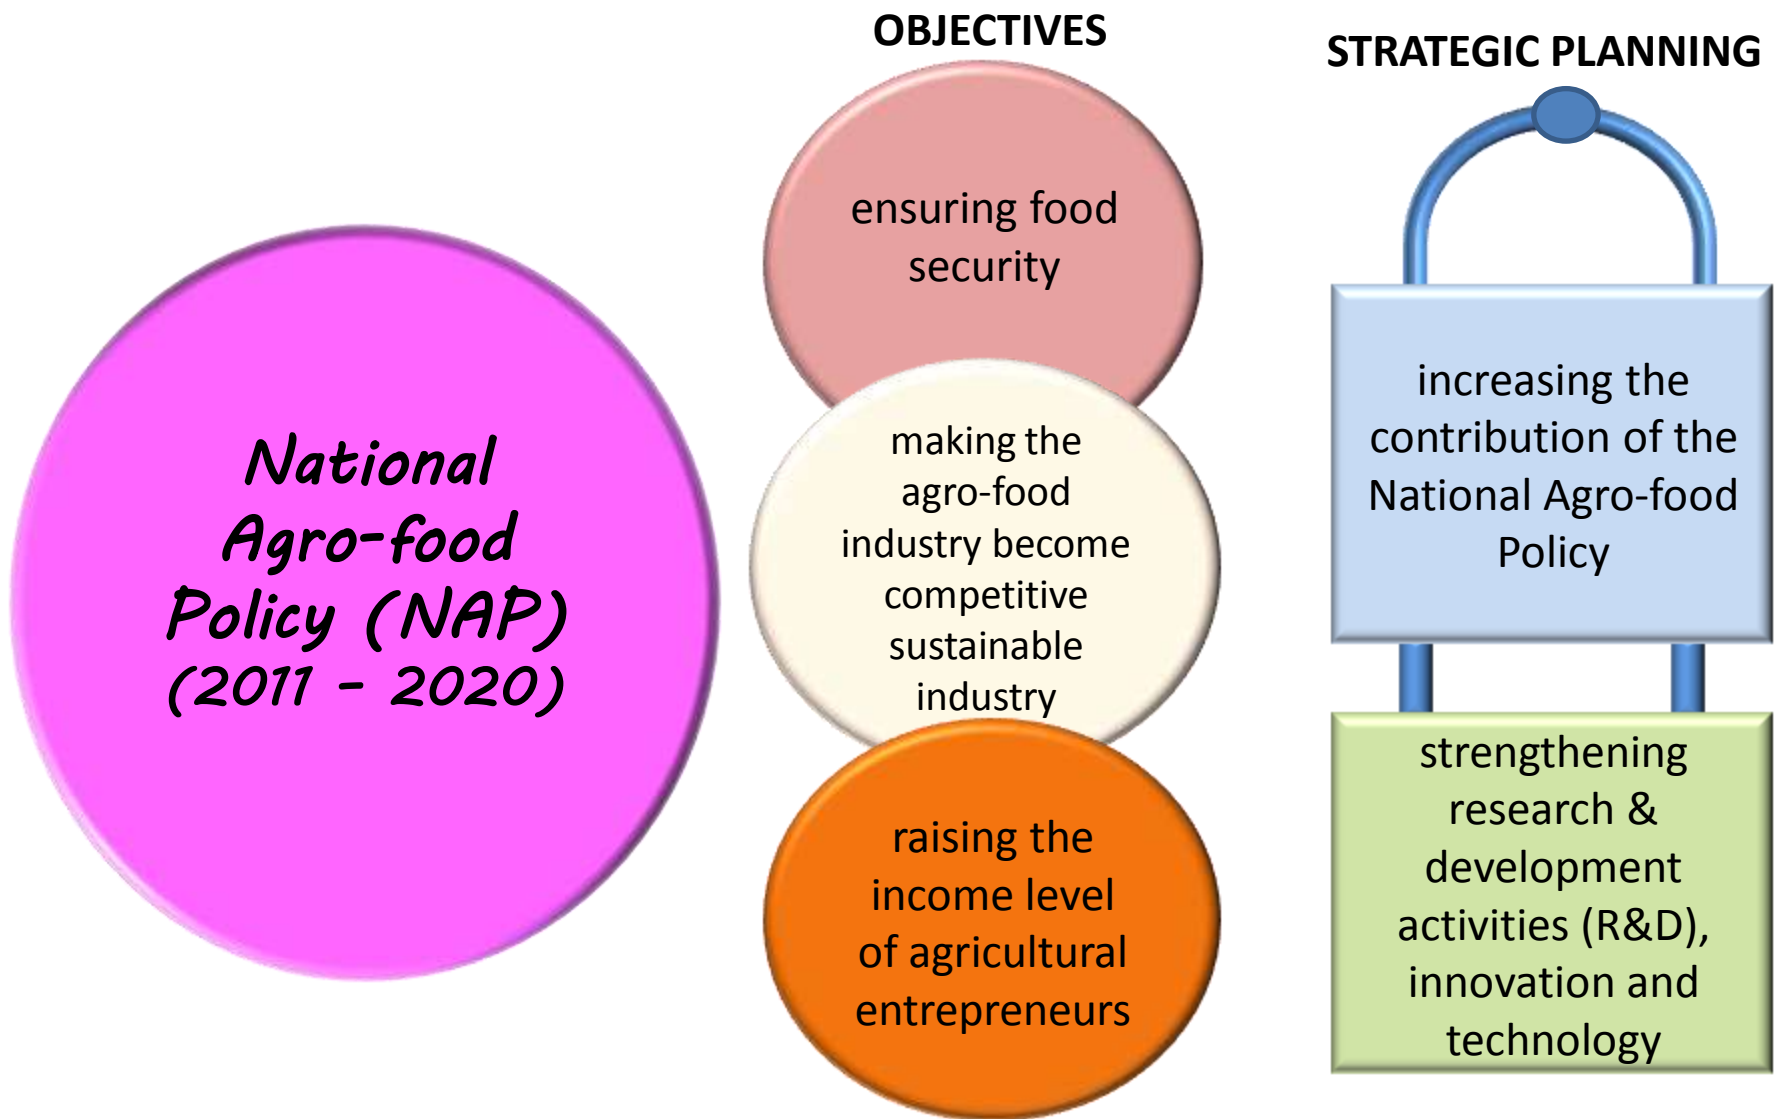 National
Agro-food
Policy (NAP)
(2011 - 2020)
OBJECTIVES
ensuring food
security
making the
agro-food
industry become
competitive
sustainable
industry
raising the
income level
of agricultural
entrepreneurs
STRATEGIC PLANNING
increasing the
contribution of the
National Agro-food
Policy
strengthening
research &
development
activities (R&D),
innovation and
technology